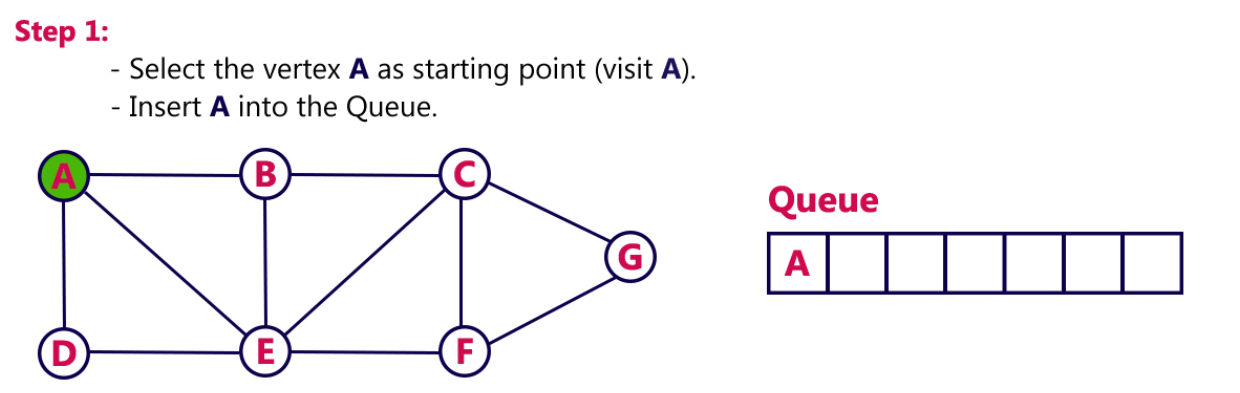 Step 1:
- Select the vertex A as starting point (visit A).
- Insert A into the Queue.
A B C
G
D E F
Queue
A